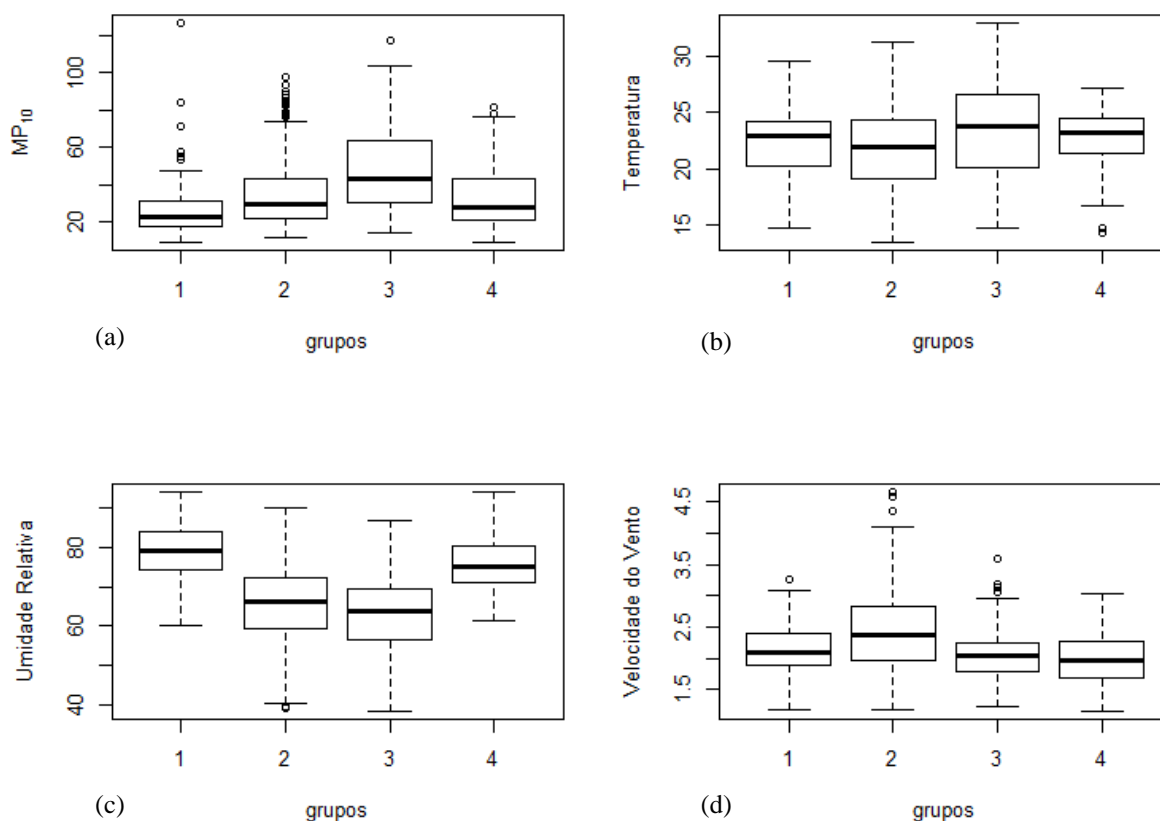 MP10
20
60
100
1 2 3 4
(a)
grupos
Temperatura
15
20
25
30
1 2 3 4
(b)
grupos
Umidade Relativa
40
60
80
1 2 3 4
(c)
grupos
Velocidade do Vento
1.5
2.5
3.5
4.5
1 2 3 4
(d)
grupos